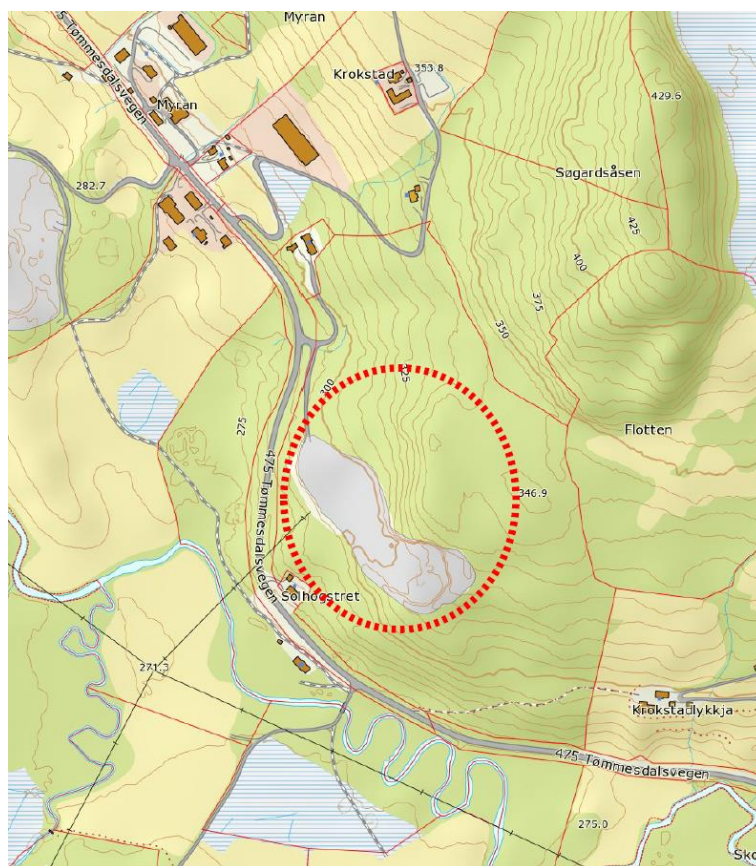 Myran
475 Tømmesdalsvegen
Krokstad
353.8
429.6
Myran
Søgardsåsen
282.7
425
400
375
350
325
300
275
Flotten
475 Tømmesdalsvegen
346.9
Solhogstret
271.3
Krokstadlykkja
475 Tømmesdalsvegen
275.0